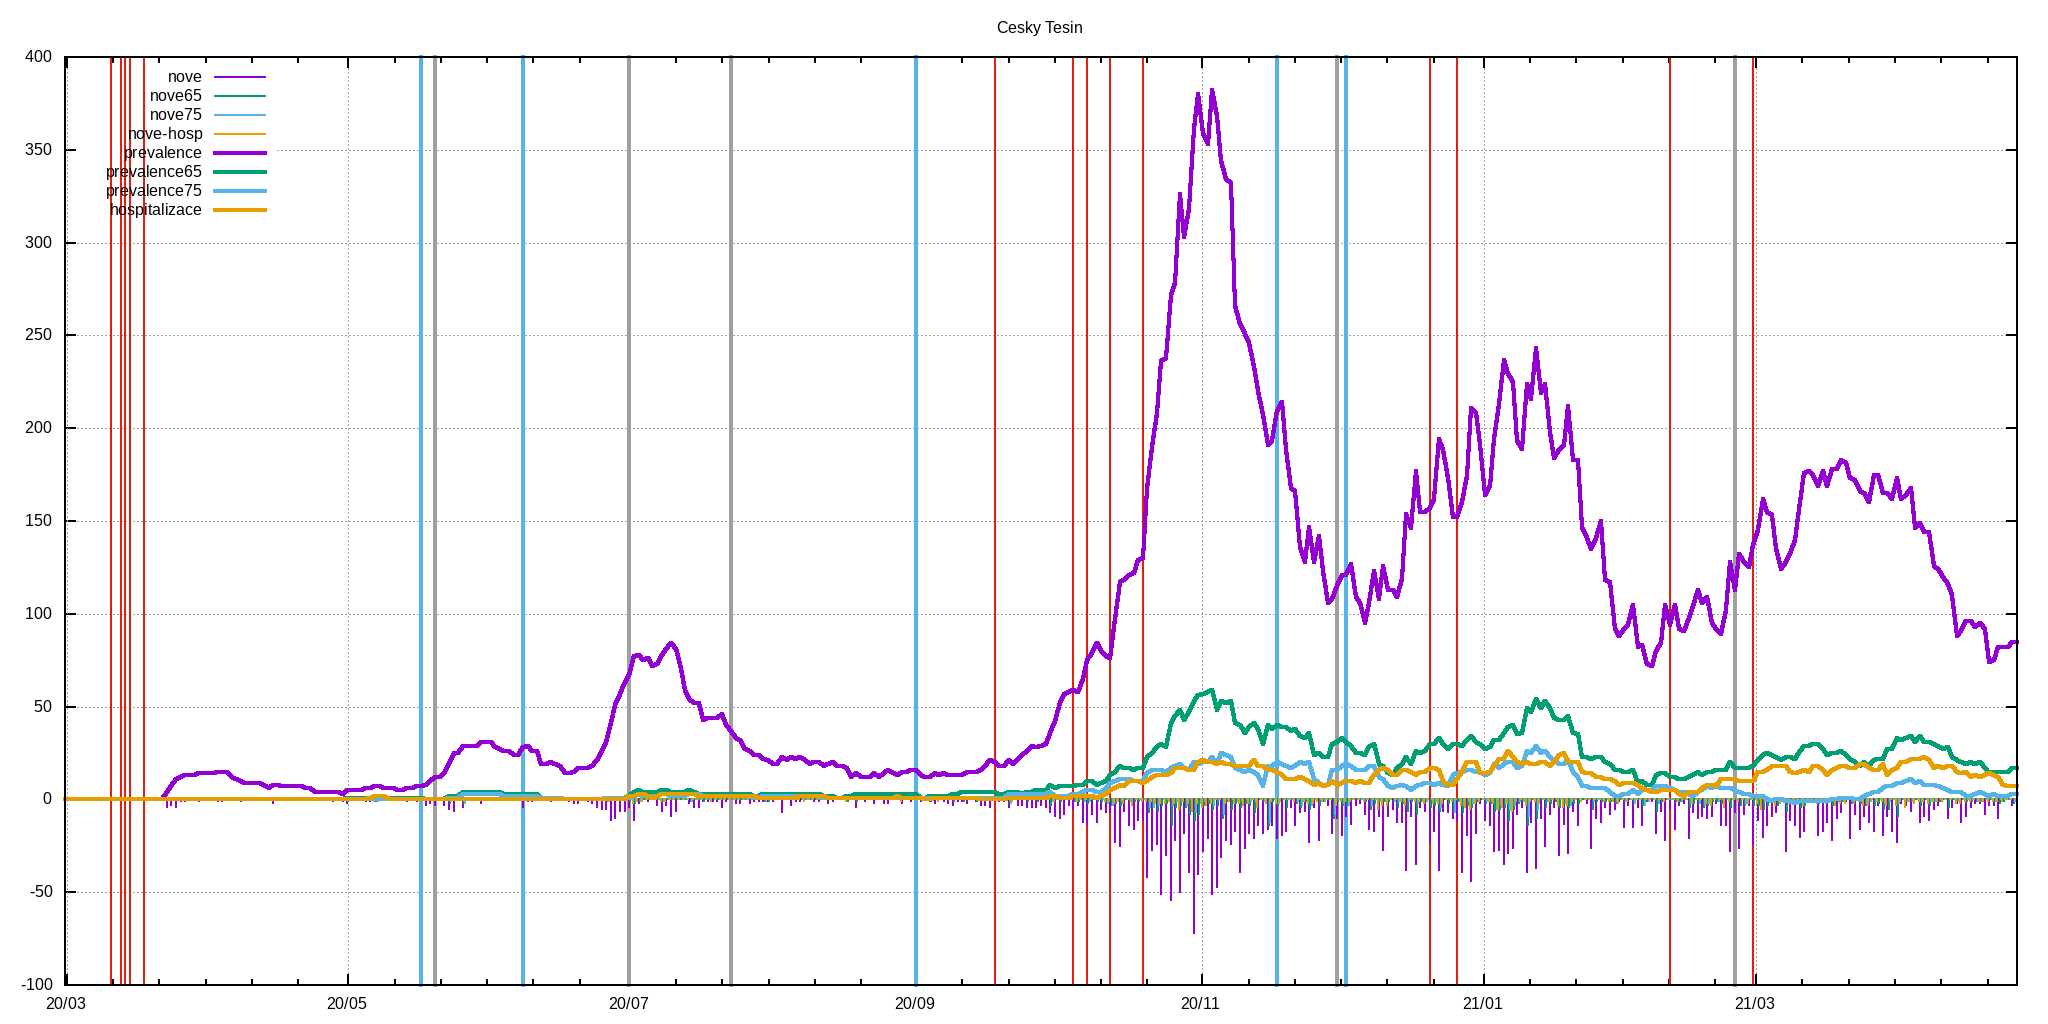 Cesky Tesin
400
350
300
250
200
150
100
50
0
-50
-100
nove
nove65
nove75
nove-hosp
prevalence
prevalence65
prevalence75
hospitalizace
20/03 20/05 20/07 20/09 20/11 21/01 21/03